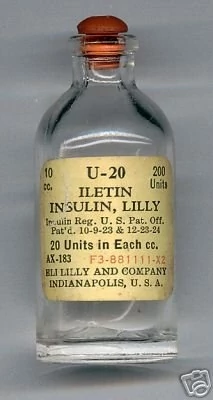 10 cc. U-20 200 Units
ILETIN
INSULIN, LILLY
Insulin Reg. U. S. Pat. Off.
Pat'd. 10-9-23 & 12-23-24
20 Units in Each cc.
AX-183 F3-881111-X2
ELI LILLY AND COMPANY
INDIANAPOLIS, U. S. A.